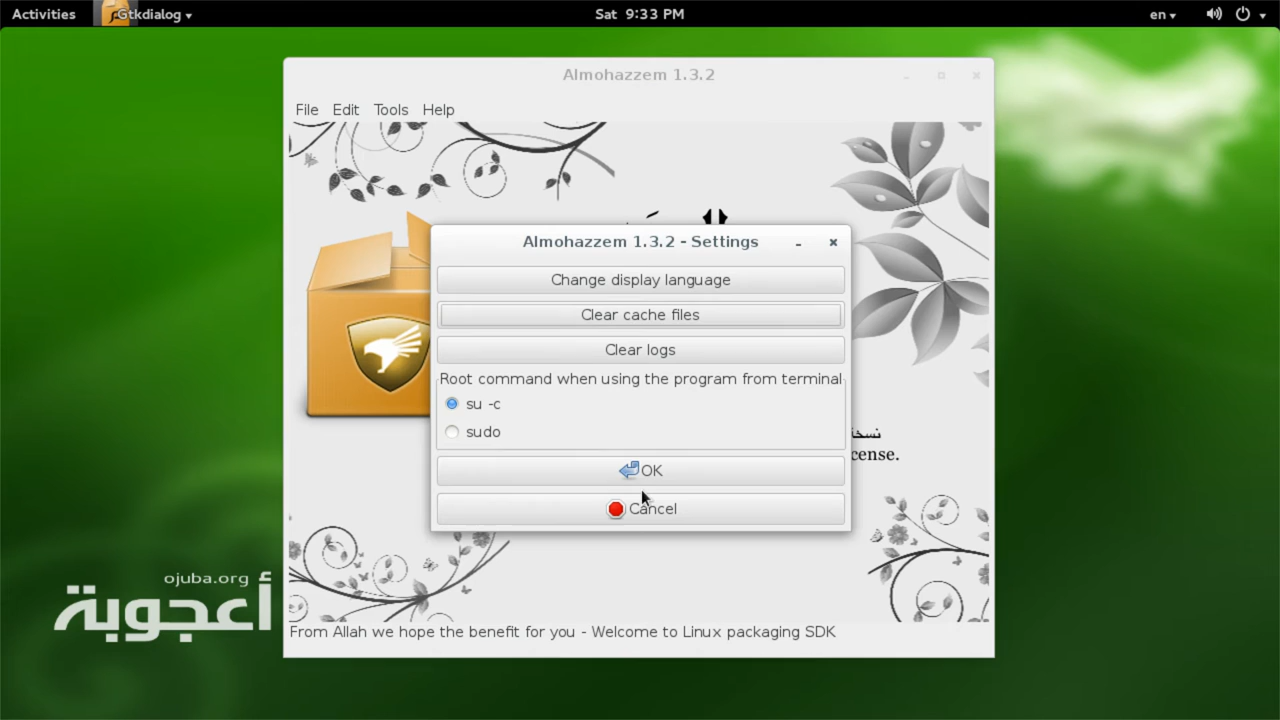 Activities
Gtkdialog
Sat 9:33 PM
en
Almohazzem 1.3.2
File Edit Tools Help
Almohazzem 1.3.2 - Settings
Change display language
Clear cache files
Clear logs
Root command when using the program from terminal
su -c
sudo
OK
Cancel
ojuba.org
أعجوبة
From Allah we hope the benefit for you - Welcome to Linux packaging SDK